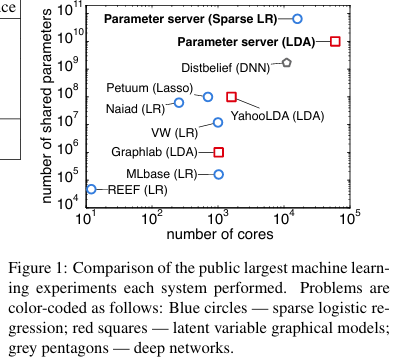 ce
number of shared parameters
10^11
10^10
10^9
10^8
10^7
10^6
10^5
10^4
Parameter server (Sparse LR)
Parameter server (LDA)
Distbelief (DNN)
Petuum (Lasso)
Naiad (LR)
YahooLDA (LDA)
VW (LR)
Graphlab (LDA)
MLbase (LR)
REEF (LR)
10^1 10^2 10^3 10^4 10^5
number of cores
Figure 1: Comparison of the public largest machine learn-
ing experiments each system performed. Problems are
color-coded as follows: Blue circles — sparse logistic re-
gression; red squares — latent variable graphical models;
grey pentagons — deep networks.